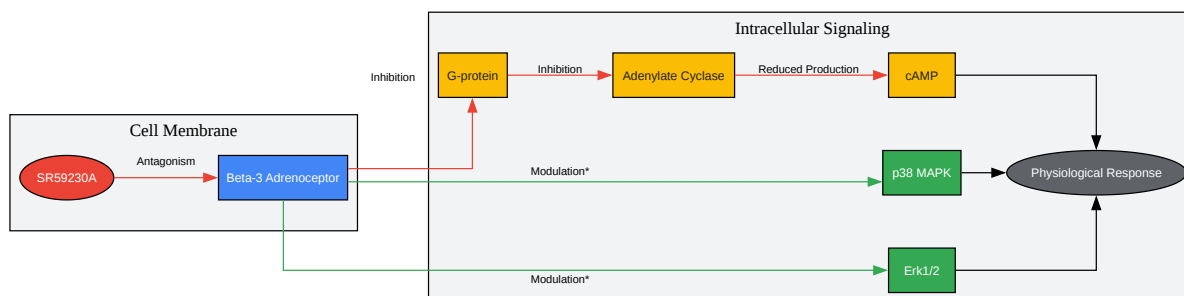 Intracellular Signaling
Inhibition
G-protein
Inhibition
Adenylate Cyclase
Reduced Production
cAMP
Cell Membrane
SR59230A
Antagonism
Beta-3 Adrenoceptor
Modulation*
p38 MAPK
Physiological Response
Modulation*
Erk1/2